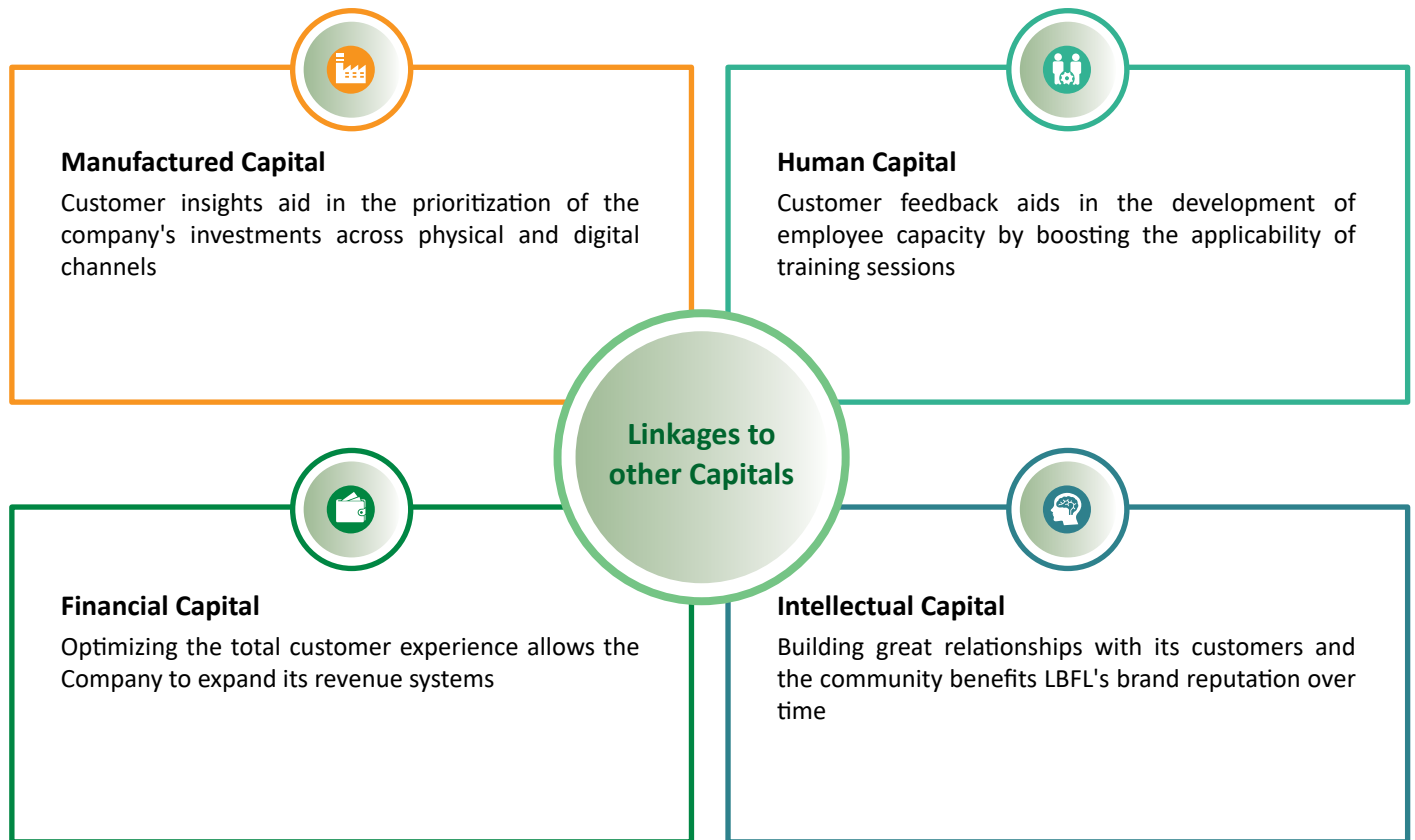 Manufactured Capital
Customer insights aid in the prioritization of the
company's investments across physical and digital
channels
Human Capital
Customer feedback aids in the development of
employee capacity by boosting the applicability of
training sessions
Linkages to
other Capitals
Financial Capital
Optimizing the total customer experience allows the
Company to expand its revenue systems
Intellectual Capital
Building great relationships with its customers and
the community benefits LBFL's brand reputation over
time